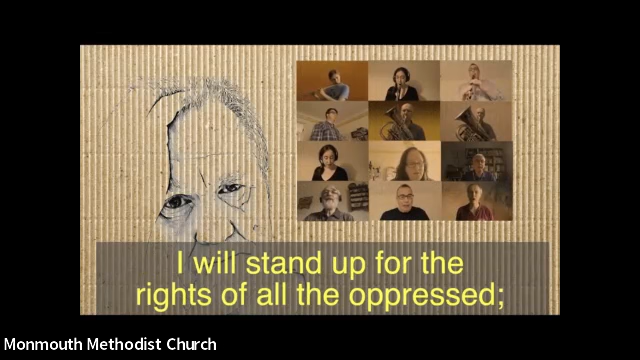 I will stand up for the
rights of all the oppressed;
Monmouth Methodist Church